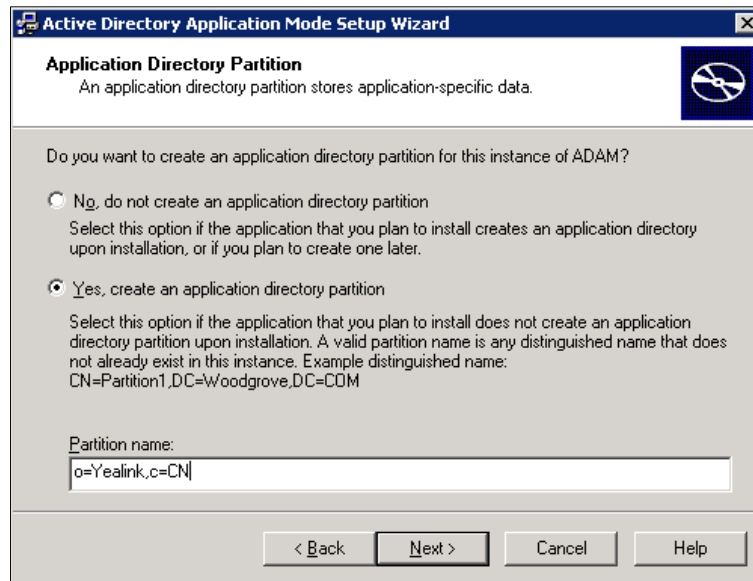 Active Directory Application Mode Setup Wizard
Application Directory Partition
An application directory partition stores application-specific data.
Do you want to create an application directory partition for this instance of ADAM?
No, do not create an application directory partition
Select this option if the application that you plan to install creates an application directory
upon installation, or if you plan to create one later.
Yes, create an application directory partition
Select this option if the application that you plan to install does not create an application
directory partition upon installation. A valid partition name is any distinguished name that does
not already exist in this instance. Example distinguished name:
CN=Partition1,DC=Woodgrove,DC=COM
Partition name:
o=Yealink,c=CN
< Back Next > Cancel Help